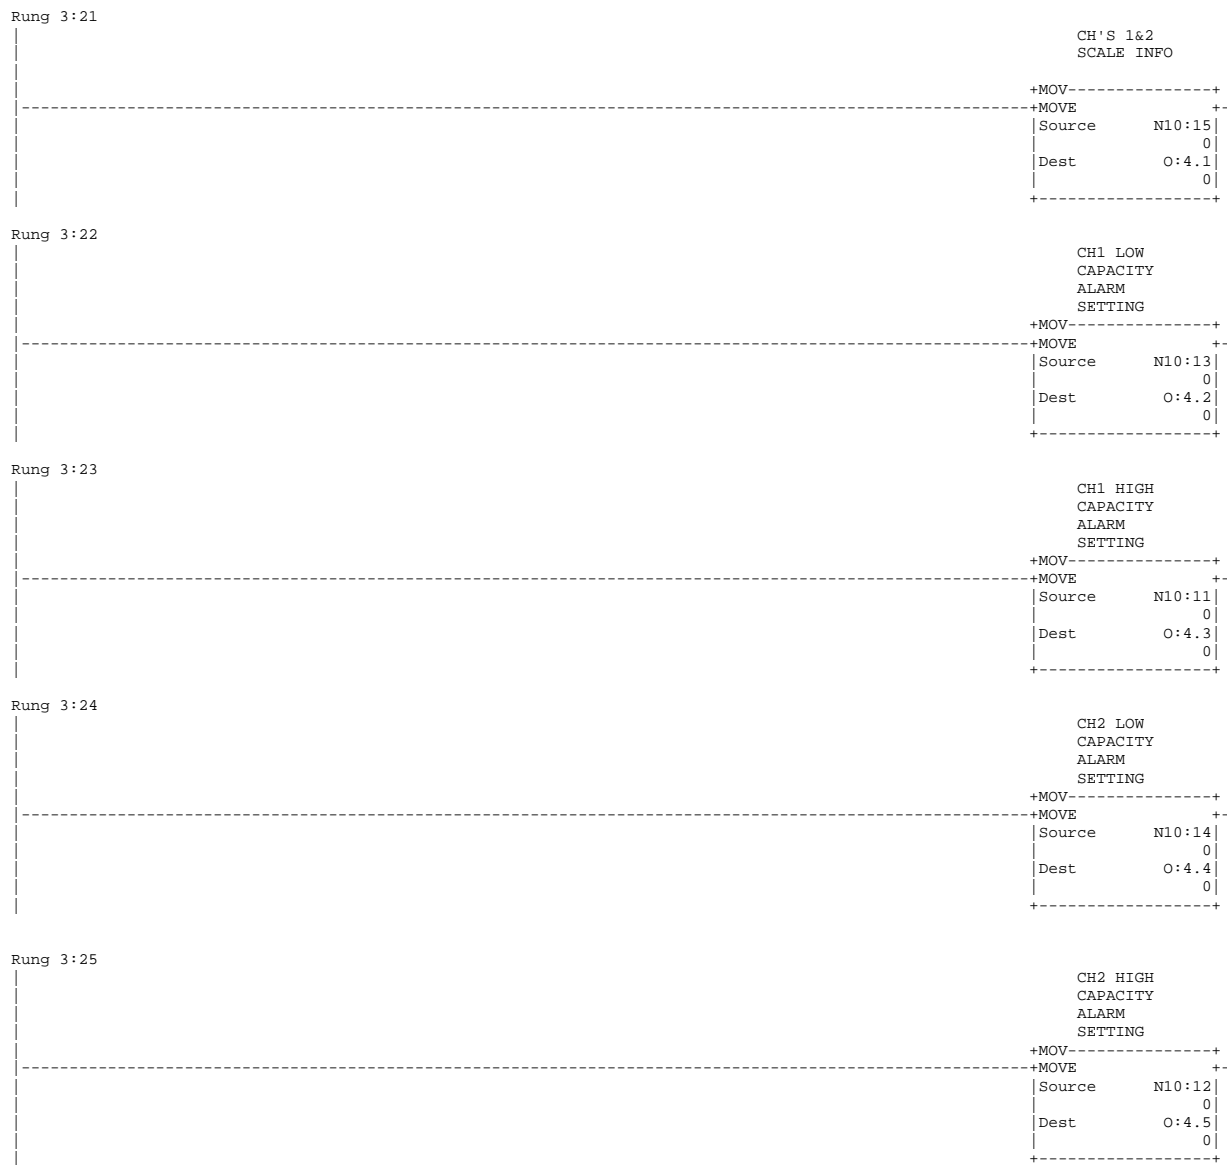 Rung 3:21
CH'S 1&2
SCALE INFO
+MOV---------------+
|---------------------------------------------------------------------------------------------------------+MOVE +-
|Source N10:15|
| 0|
|Dest O:4.1|
| 0|
+------------------+
Rung 3:22
CH1 LOW
CAPACITY
ALARM
SETTING
+MOV---------------+
|---------------------------------------------------------------------------------------------------------+MOVE +-
|Source N10:13|
| 0|
|Dest O:4.2|
| 0|
+------------------+
Rung 3:23
CH1 HIGH
CAPACITY
ALARM
SETTING
+MOV---------------+
|---------------------------------------------------------------------------------------------------------+MOVE +-
|Source N10:11|
| 0|
|Dest O:4.3|
| 0|
+------------------+
Rung 3:24
CH2 LOW
CAPACITY
ALARM
SETTING
+MOV---------------+
|---------------------------------------------------------------------------------------------------------+MOVE +-
|Source N10:14|
| 0|
|Dest O:4.4|
| 0|
+------------------+
Rung 3:25
CH2 HIGH
CAPACITY
ALARM
SETTING
+MOV---------------+
|---------------------------------------------------------------------------------------------------------+MOVE +-
|Source N10:12|
| 0|
|Dest O:4.5|
| 0|
+------------------+